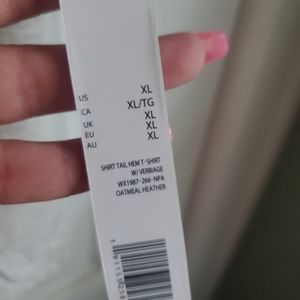 US XL
CA XL/TG
UK XL
EU XL
AU XL
SHIRT TAIL HEM T-SHIRT
W/ VERBIAGE
WX1987-266-NPA
OATMEAL HEATHER